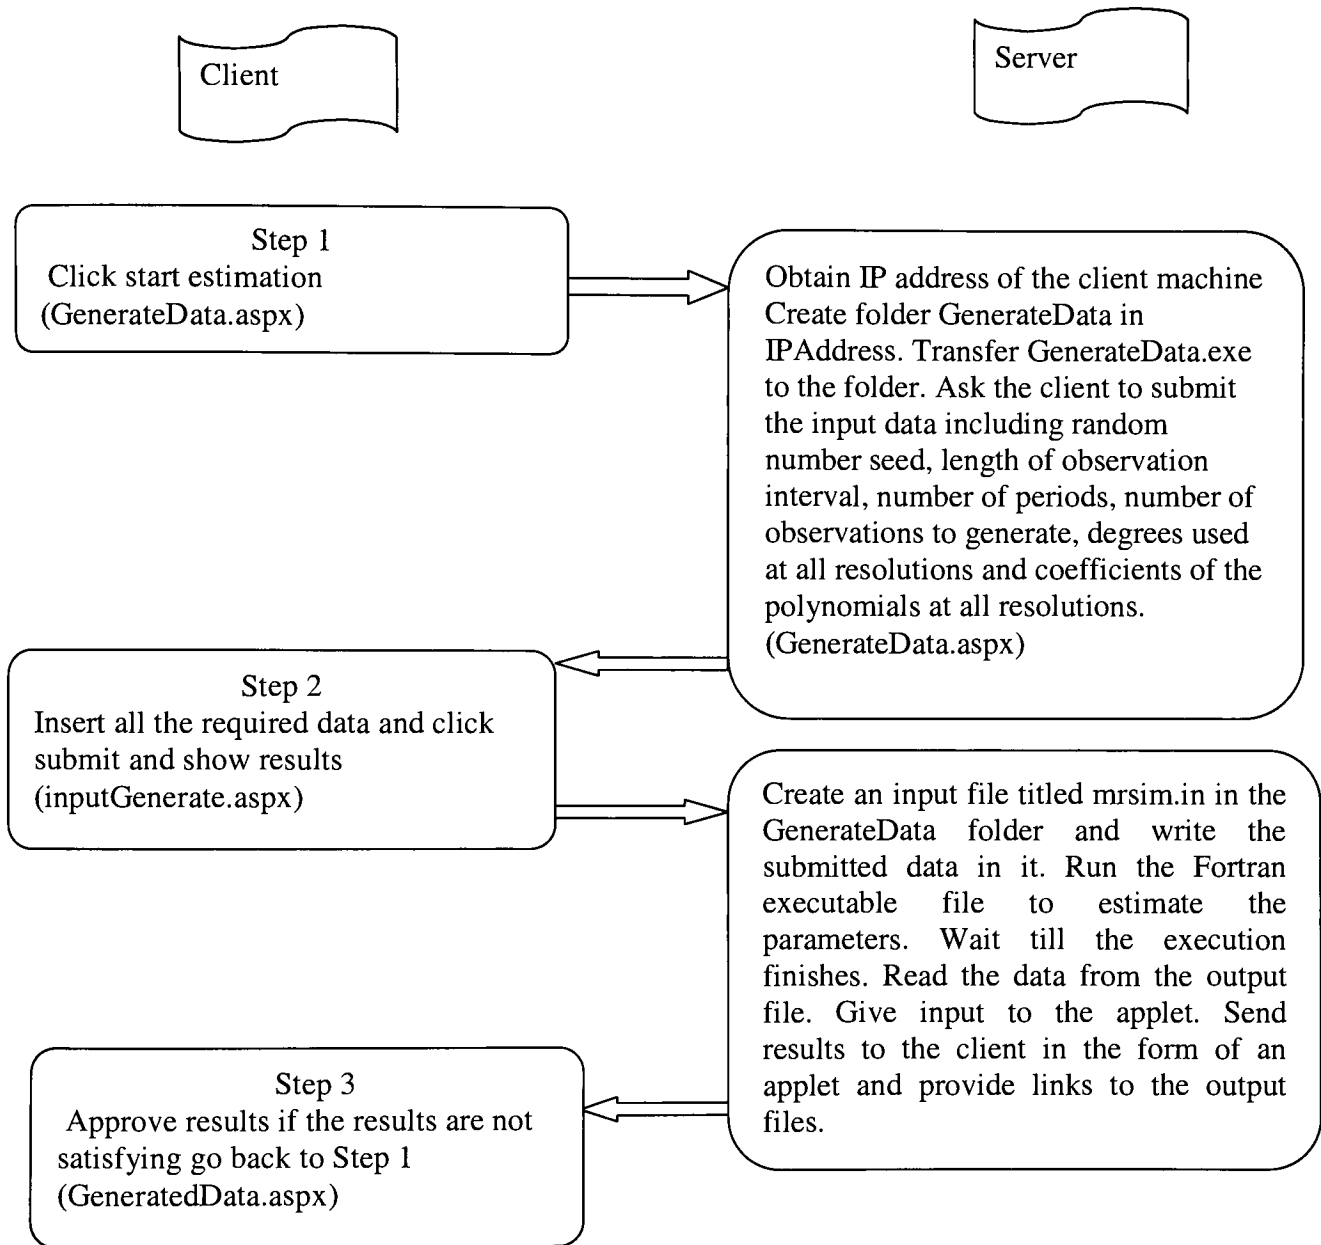 Client
Server
Step 1
Click start estimation
(GenerateData.aspx)
Obtain IP address of the client machine
Create folder GenerateData in
IPAddress. Transfer GenerateData.exe
to the folder. Ask the client to submit
the input data including random
number seed, length of observation
interval, number of periods, number of
observations to generate, degrees used
at all resolutions and coefficients of the
polynomials at all resolutions.
(GenerateData.aspx)
Step 2
Insert all the required data and click
submit and show results
(inputGenerate.aspx)
Create an input file titled mrsim.in in the
GenerateData folder and write the
submitted data in it. Run the Fortran
executable file to estimate the
parameters. Wait till the execution
finishes. Read the data from the output
file. Give input to the applet. Send
results to the client in the form of an
applet and provide links to the output
files.
Step 3
Approve results if the results are not
satisfying go back to Step 1
(GeneratedData.aspx)